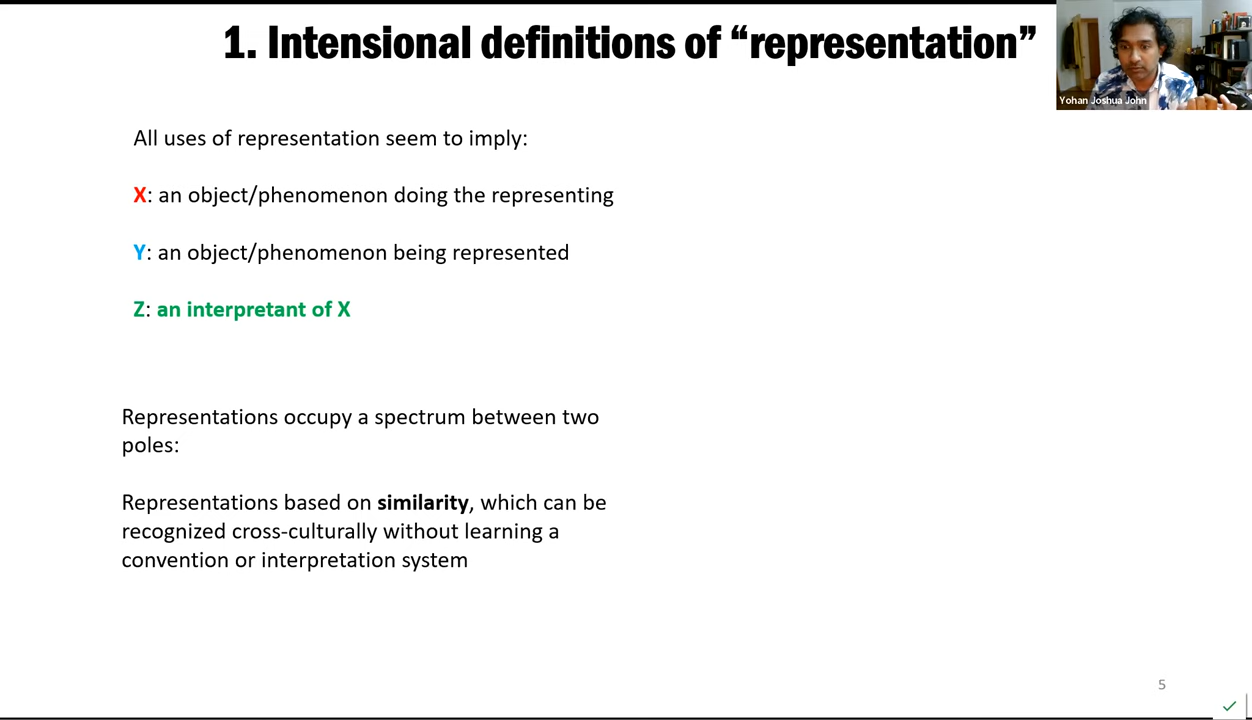 1. Intensional definitions of “representation”
Yohan Joshua John
All uses of representation seem to imply:
X: an object/phenomenon doing the representing
Y: an object/phenomenon being represented
Z: an interpretant of X
Representations occupy a spectrum between two
poles:
Representations based on similarity, which can be
recognized cross-culturally without learning a
convention or interpretation system
5